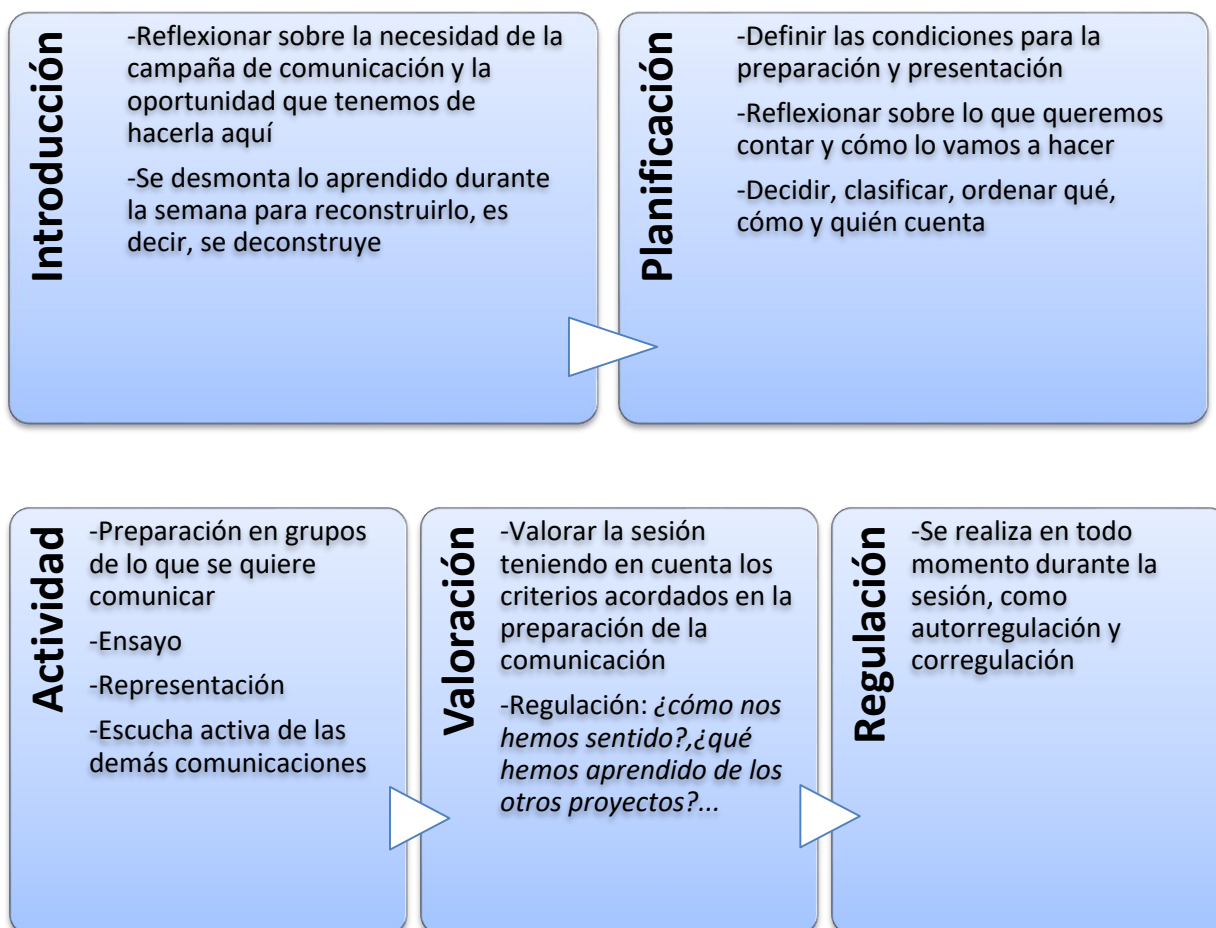 Introducción
-Reflexionar sobre la necesidad de la
campaña de comunicación y la
oportunidad que tenemos de
hacerla aquí
-Se desmonta lo aprendido durante
la semana para reconstruirlo, es
decir, se deconstruye
Planificación
-Definir las condiciones para la
preparación y presentación
-Reflexionar sobre lo que queremos
contar y cómo lo vamos a hacer
-Decidir, clasificar, ordenar qué,
cómo y quién cuenta
Actividad
-Preparación en grupos
de lo que se quiere
comunicar
-Ensayo
-Representación
-Escucha activa de las
demás comunicaciones
Valoración
-Valorar la sesión
teniendo en cuenta los
criterios acordados en la
preparación de la
comunicación
-Regulación: ¿cómo nos
hemos sentido?,¿qué
hemos aprendido de los
otros proyectos?...
Regulación
-Se realiza en todo
momento durante la
sesión, como
autorregulación y
corregulación